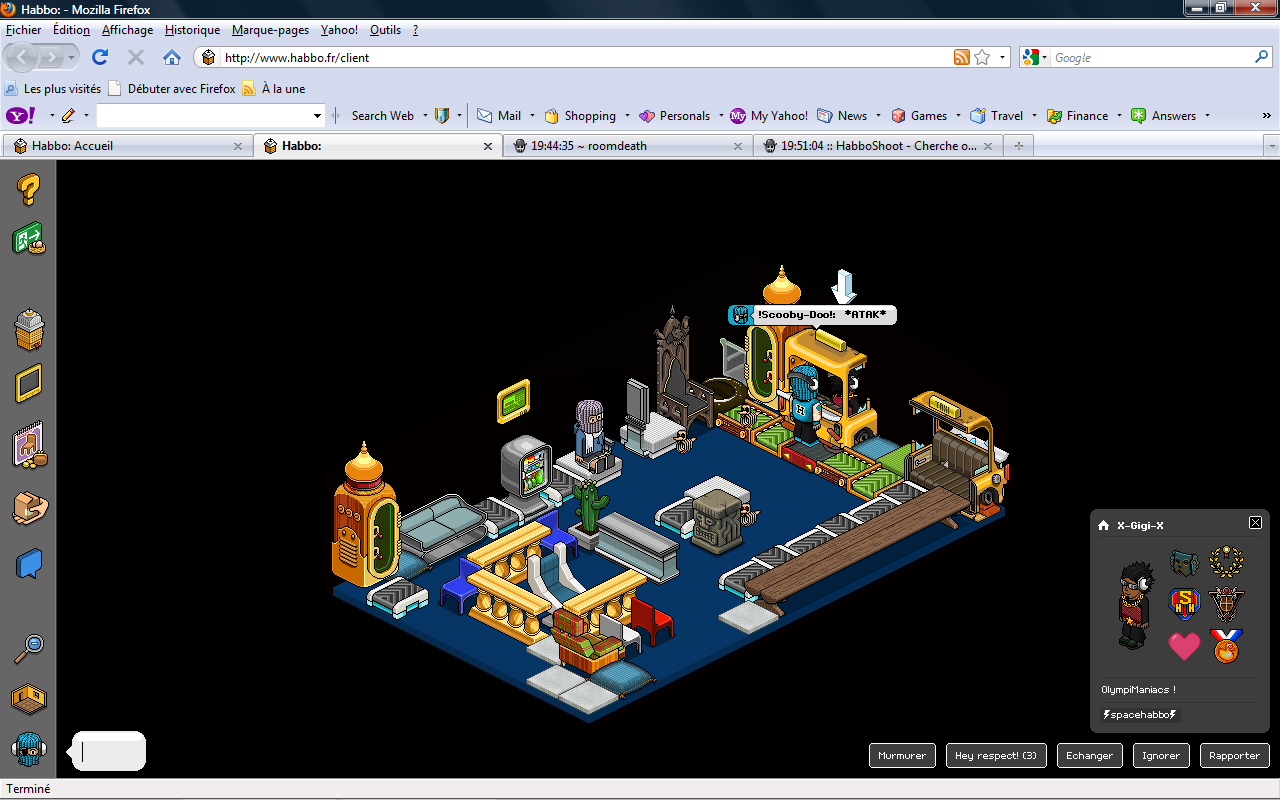 Habbo: - Mozilla Firefox
Fichier Édition Affichage Historique Marque-pages Yahoo! Outils ?
http://www.habbo.fr/client
Google
Les plus visités Débuter avec Firefox À la une
Y! Search Web Mail Shopping Personals My My Yahoo! News Games Travel Finance Answers »
Habbo: Accueil Habbo: 19:44:35 ~ roomdeath 19:51:04 :: HabboShoot - Cherche o...
!Scooby-Doo!: *ATAK*
TAXI
H
X-Gigi-X
S
H H
OlympiManiacs !
spacehabbo
Murmurer Hey respect! (3) Echanger Ignorer Rapporter
Terminé